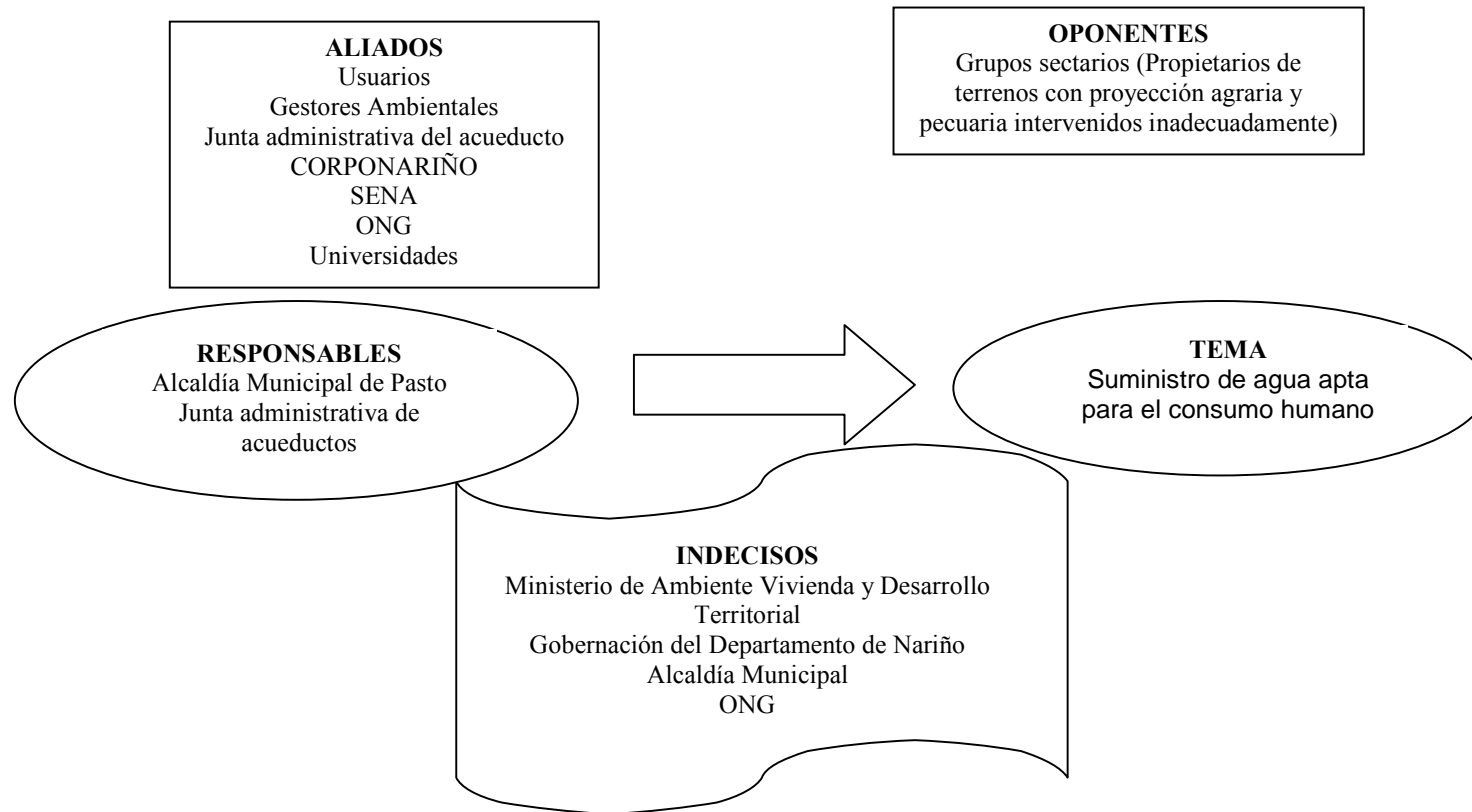 ALIADOS
Usuarios
Gestores Ambientales
Junta administrativa del acueducto
CORPONARIÑO
SENA
ONG
Universidades
OPONENTES
Grupos sectarios (Propietarios de
terrenos con proyección agraria y
pecuaria intervenidos inadecuadamente)
RESPONSABLES
Alcaldía Municipal de Pasto
Junta administrativa de
acueductos
TEMA
Suministro de agua apta
para el consumo humano
INDECISOS
Ministerio de Ambiente Vivienda y Desarrollo
Territorial
Gobernación del Departamento de Nariño
Alcaldía Municipal
ONG